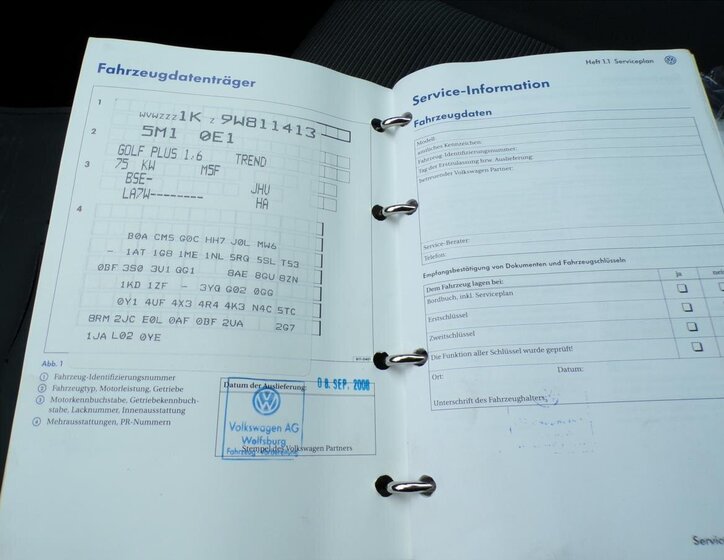 Fahrzeugdatenträger
1
WVWZZZ1K Z 9W811413
2
5M1 0E1
GOLF PLUS 1,6 TREND
3
75 KW M5F
BSE- JHV
LA7W-------- HA
4
B0A CM5 G0C HH7 J0L MW6
- 1AT 1G8 1ME 1NL 5RQ 5SL T53
0BF 3S0 3U1 GG1 8AE 8GU 8ZN
1KD 1ZF - 3YQ G02 0GG
0Y1 4UF 4X3 4R4 4K3 N4C 5TC
8RM 2JC E0L 0AF 0BF 2UA 2G7
1JA L02 0YE
Abb. 1
1 Fahrzeug-Identifizierungsnummer
2 Fahrzeugtyp, Motorleistung, Getriebe
3 Motorkennbuchstabe, Getriebekennbuch-
stabe, Lacknummer, Innenausstattung
4 Mehrausstattungen, PR-Nummern
Datum der Auslieferung: 08. SEP. 2008
Volkswagen AG
Wolfsburg
Stempel des Volkswagen Partners
Heft 1.1 Serviceplan
Service-Information
Fahrzeugdaten
Modell:
amtliches Kennzeichen:
Fahrzeug-Identifizierungsnummer:
Tag der Erstzulassung bzw. Auslieferung:
betreuender Volkswagen Partner:
Service-Berater:
Telefon:
Empfangsbestätigung von Dokumenten und Fahrzeugschlüsseln
Dem Fahrzeug lagen bei: ja nein
Bordbuch, inkl. Serviceplan
Erstschlüssel
Zweitschlüssel
Die Funktion aller Schlüssel wurde geprüft!
Ort: Datum:
Unterschrift des Fahrzeughalters